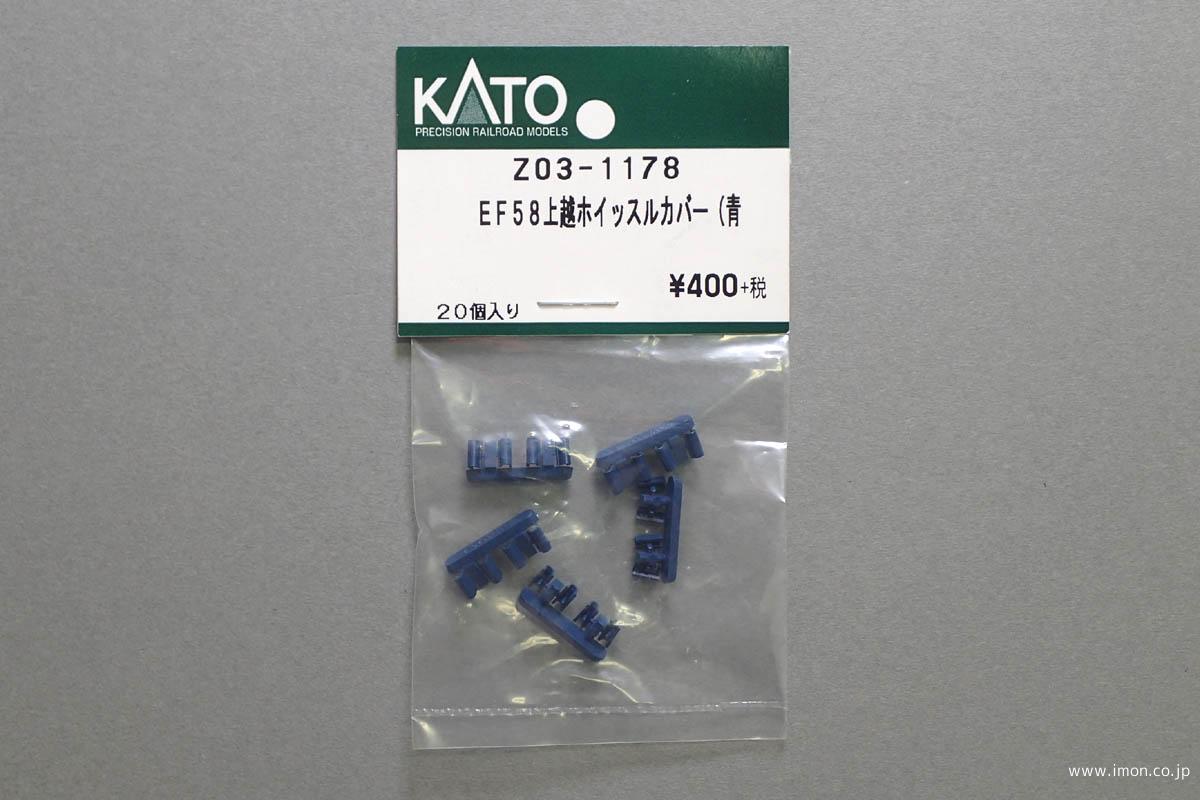 KATO
PRECISION RAILROAD MODELS
Z03-1178
EF58上越ホイッスルカバー(青
¥400+税
20個入り
www.imon.co.jp